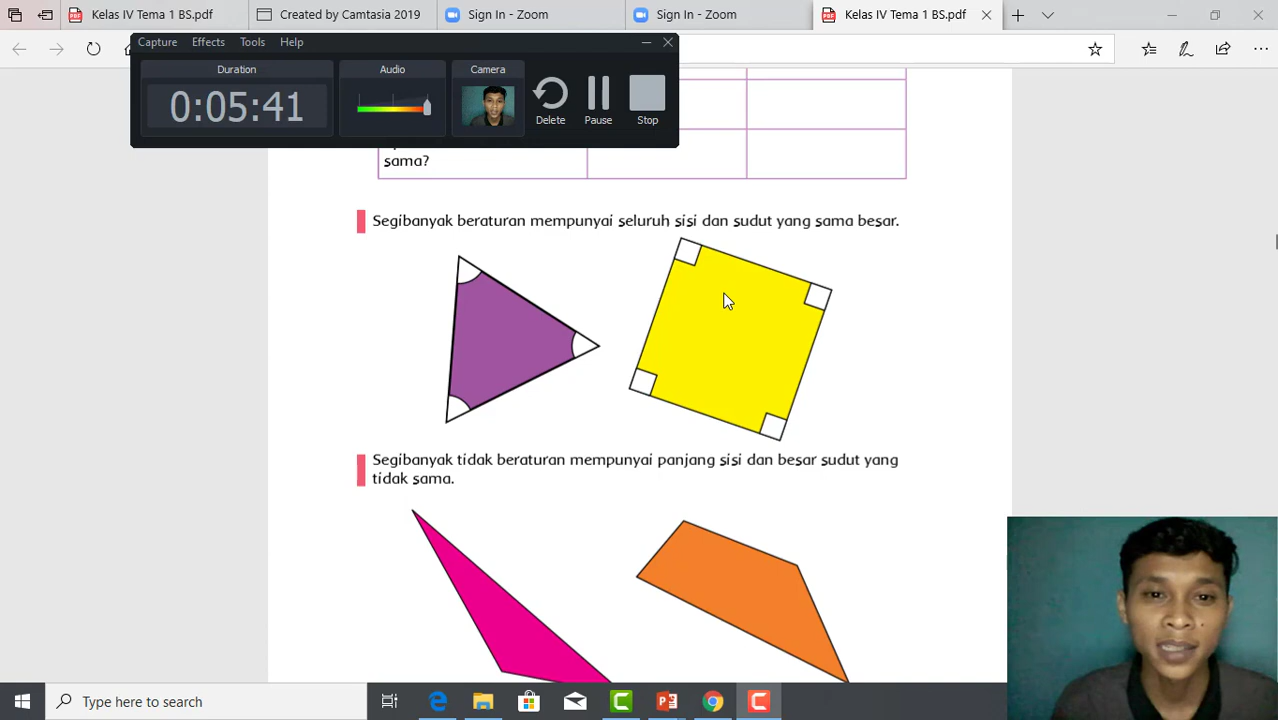 Kelas IV Tema 1 BS.pdf
Created by Camtasia 2019
Sign In - Zoom
Sign In - Zoom
Kelas IV Tema 1 BS.pdf
Capture Effects Tools Help
Duration
Audio
Camera
0:05:41
Delete
Pause
Stop
sama?
Segibanyak beraturan mempunyai seluruh sisi dan sudut yang sama besar.
Segibanyak tidak beraturan mempunyai panjang sisi dan besar sudut yang
tidak sama.
Type here to search